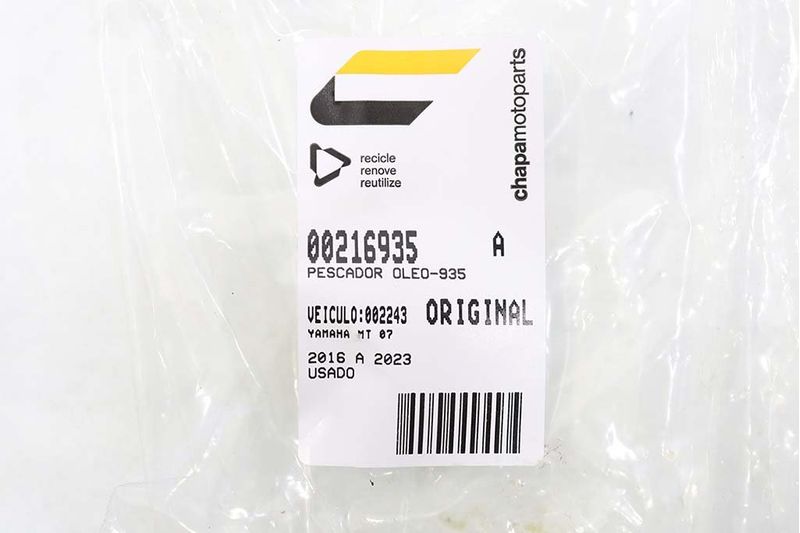 chapamotoparts
recicle
renove
reutilize
00216935 A
PESCADOR OLEO-935
VEICULO:002243 ORIGINAL
YAMAHA MT 07
2016 A 2023
USADO